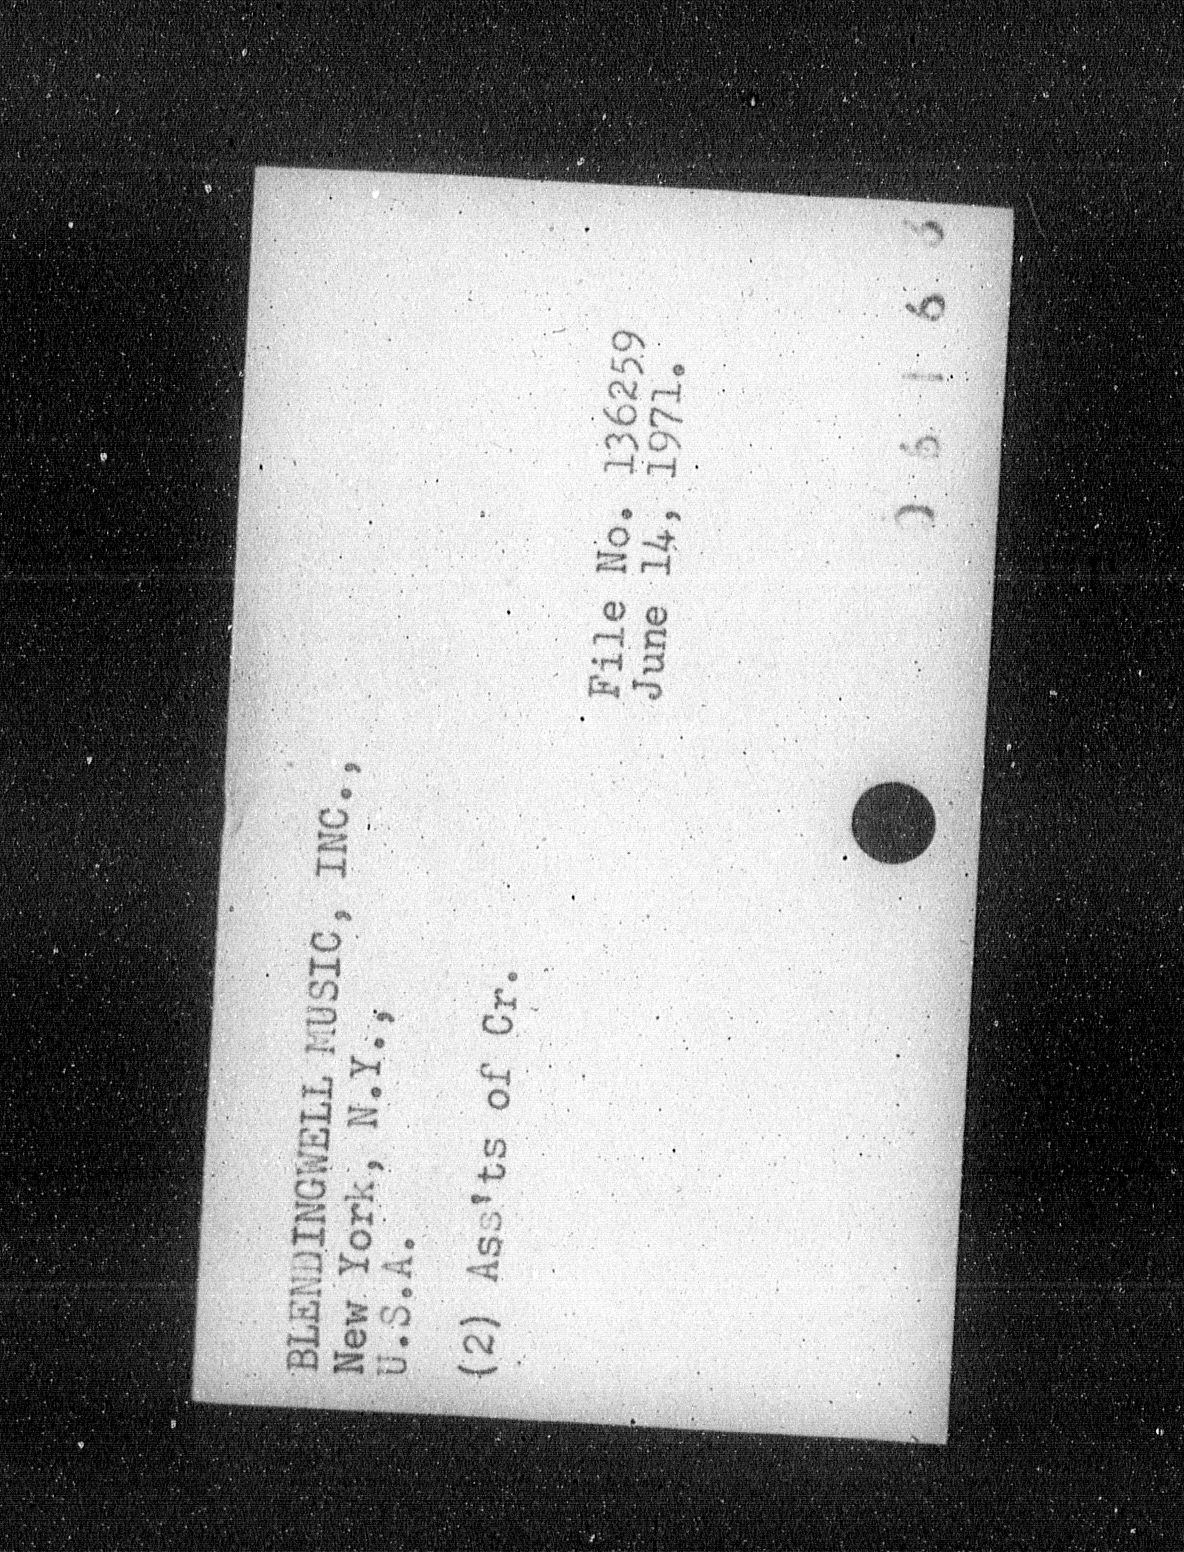 BLENDINGWELL MUSIC, INC.,
New York, N.Y.,
U.S.A.
(2) Ass'ts of Cr.
File No. 136259
June 14, 1971.